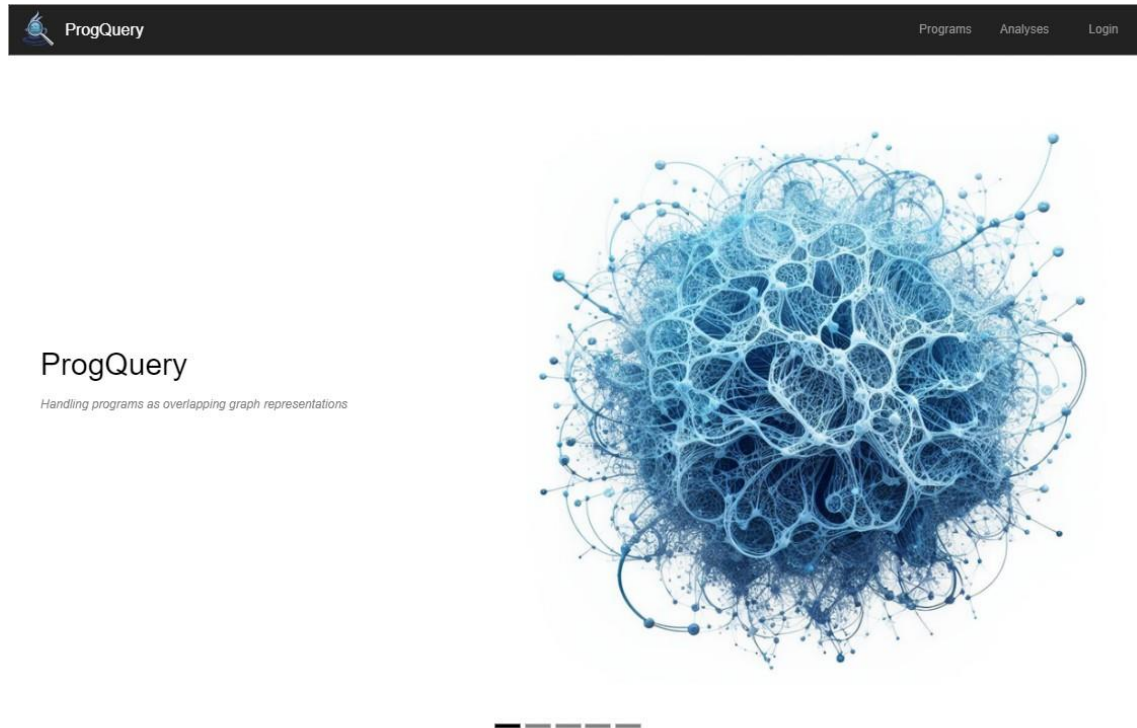 ProgQuery
Programs
Analyses
Login
ProgQuery
Handling programs as overlapping graph representations